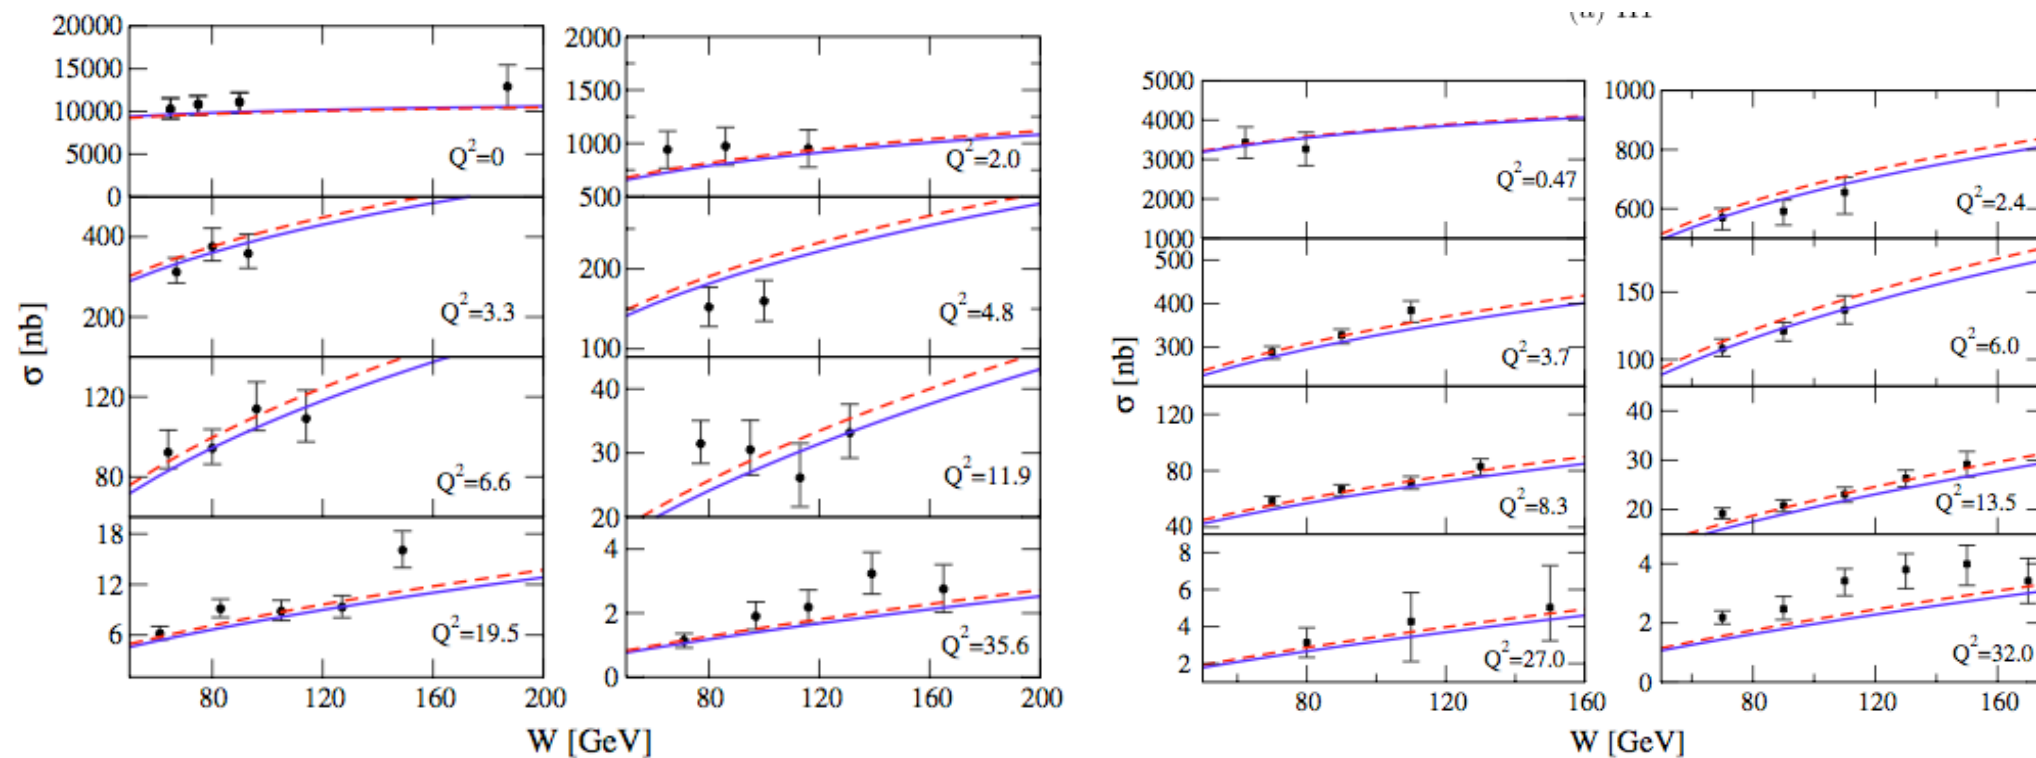 20000
15000
10000
5000
0
Q²=0
2000
1500
1000
500
Q²=2.0
400
200
Q²=3.3
200
100
Q²=4.8
120
80
Q²=6.6
40
30
20
Q²=11.9
18
12
6
Q²=19.5
4
2
0
Q²=35.6
80 120 160 200
80 120 160 200
σ [nb]
W [GeV]
5000
4000
3000
2000
1000
Q²=0.47
1000
800
600
Q²=2.4
500
400
300
Q²=3.7
150
100
Q²=6.0
120
80
40
Q²=8.3
40
30
20
Q²=13.5
8
6
4
2
Q²=27.0
4
2
0
Q²=32.0
80 120 160
80 120 160
σ [nb]
W [GeV]